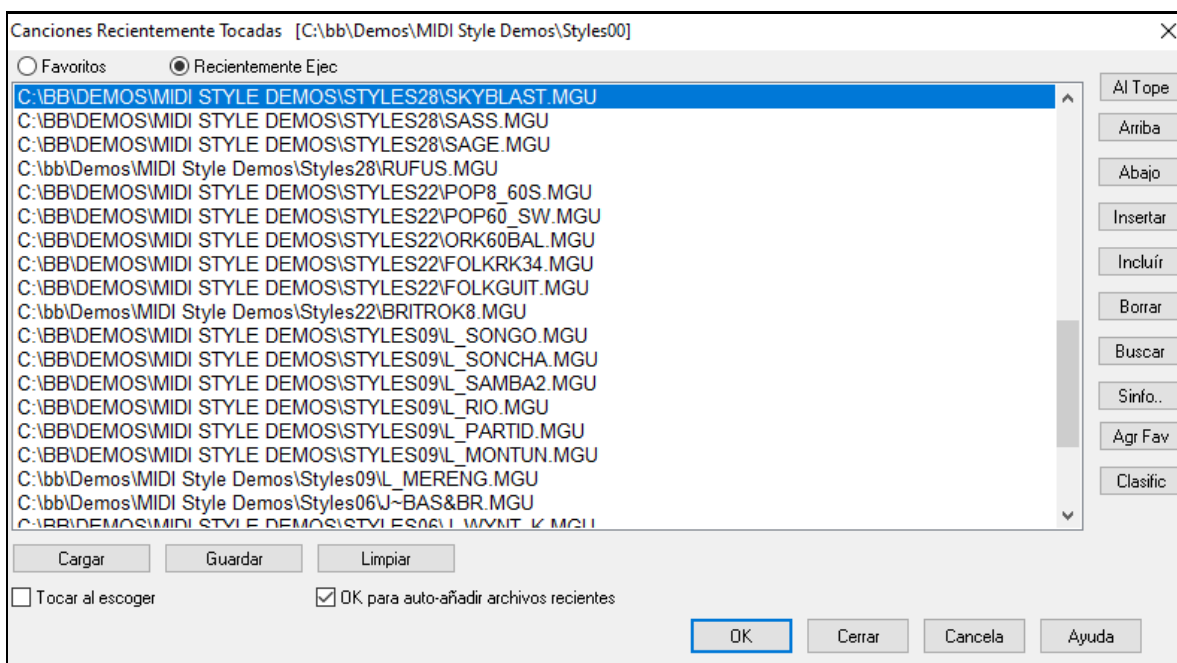 Canciones Recientemente Tocadas [C:\bb\Demos\MIDI Style Demos\Styles00]
Favoritos Recientemente Ejec
C:\BB\DEMOS\MIDI STYLE DEMOS\STYLES28\SKYBLAST.MGU
C:\BB\DEMOS\MIDI STYLE DEMOS\STYLES28\SASS.MGU
C:\BB\DEMOS\MIDI STYLE DEMOS\STYLES28\SAGE.MGU
C:\bb\Demos\MIDI Style Demos\Styles28\RUFUS.MGU
C:\BB\DEMOS\MIDI STYLE DEMOS\STYLES22\POP8_60S.MGU
C:\BB\DEMOS\MIDI STYLE DEMOS\STYLES22\POP60_SW.MGU
C:\BB\DEMOS\MIDI STYLE DEMOS\STYLES22\ORK60BAL.MGU
C:\BB\DEMOS\MIDI STYLE DEMOS\STYLES22\FOLKRK34.MGU
C:\BB\DEMOS\MIDI STYLE DEMOS\STYLES22\FOLKGUIT.MGU
C:\bb\Demos\MIDI Style Demos\Styles22\BRITROK8.MGU
C:\BB\DEMOS\MIDI STYLE DEMOS\STYLES09\L_SONGO.MGU
C:\BB\DEMOS\MIDI STYLE DEMOS\STYLES09\L_SONCHA.MGU
C:\BB\DEMOS\MIDI STYLE DEMOS\STYLES09\L_SAMBA2.MGU
C:\BB\DEMOS\MIDI STYLE DEMOS\STYLES09\L_RIO.MGU
C:\BB\DEMOS\MIDI STYLE DEMOS\STYLES09\L_PARTID.MGU
C:\BB\DEMOS\MIDI STYLE DEMOS\STYLES09\L_MONTUN.MGU
C:\bb\Demos\MIDI Style Demos\Styles09\L_MERENG.MGU
C:\bb\Demos\MIDI Style Demos\Styles06\J~BAS&BR.MGU
C:\BB\DEMOS\MIDI STYLE DEMOS\
Al Tope
Arriba
Abajo
Insertar
Incluír
Borrar
Buscar
Sinfo..
Agr Fav
Clasific
Cargar Guardar Limpiar
Tocar al escoger OK para auto-añadir archivos recientes
OK Cerrar Cancela Ayuda